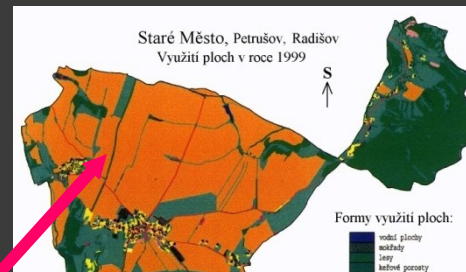 Staré Město, Petrušov, Radišov
Využití ploch v roce 1999
S
Formy využití ploch:
vodní plochy
mokřady
lesy
keřové porosty